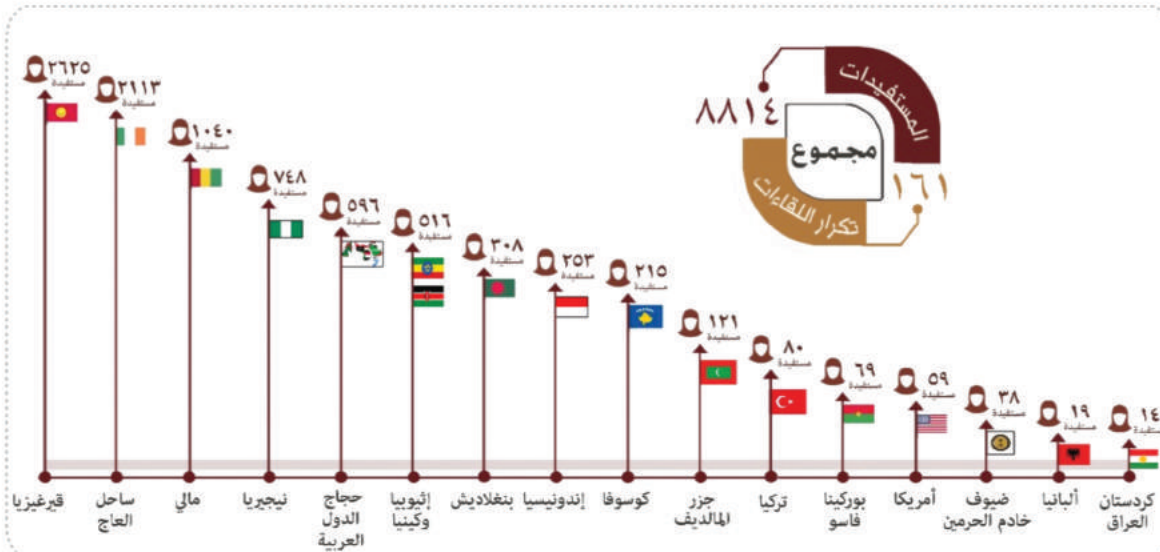 المستفيدات
٨٨١٤
مجموع
١٦١
تكرار اللقاءات
٢٦٢٥
مستفيدة
٢١١٣
مستفيدة
١٠٤٠
مستفيدة
٧٤٨
مستفيدة
٥٩٦
مستفيدة
٥١٦
مستفيدة
٣٠٨
مستفيدة
٢٥٣
مستفيدة
٢١٥
مستفيدة
١٢١
مستفيدة
٨٠
مستفيدة
٦٩
مستفيدة
٥٩
مستفيدة
٣٨
مستفيدة
١٩
مستفيدة
١٤
مستفيدة
قيرغيزيا
ساحل
العاج
مالي
نيجيريا
حجاج
الدول
العربية
إثيوبيا
وكينيا
بنغلاديش
إندونيسيا
كوسوفا
جزر
المالديف
تركيا
بوركينا
فاسو
أمريكا
ضيوف
خادم الحرمين
ألبانيا
كردستان
العراق